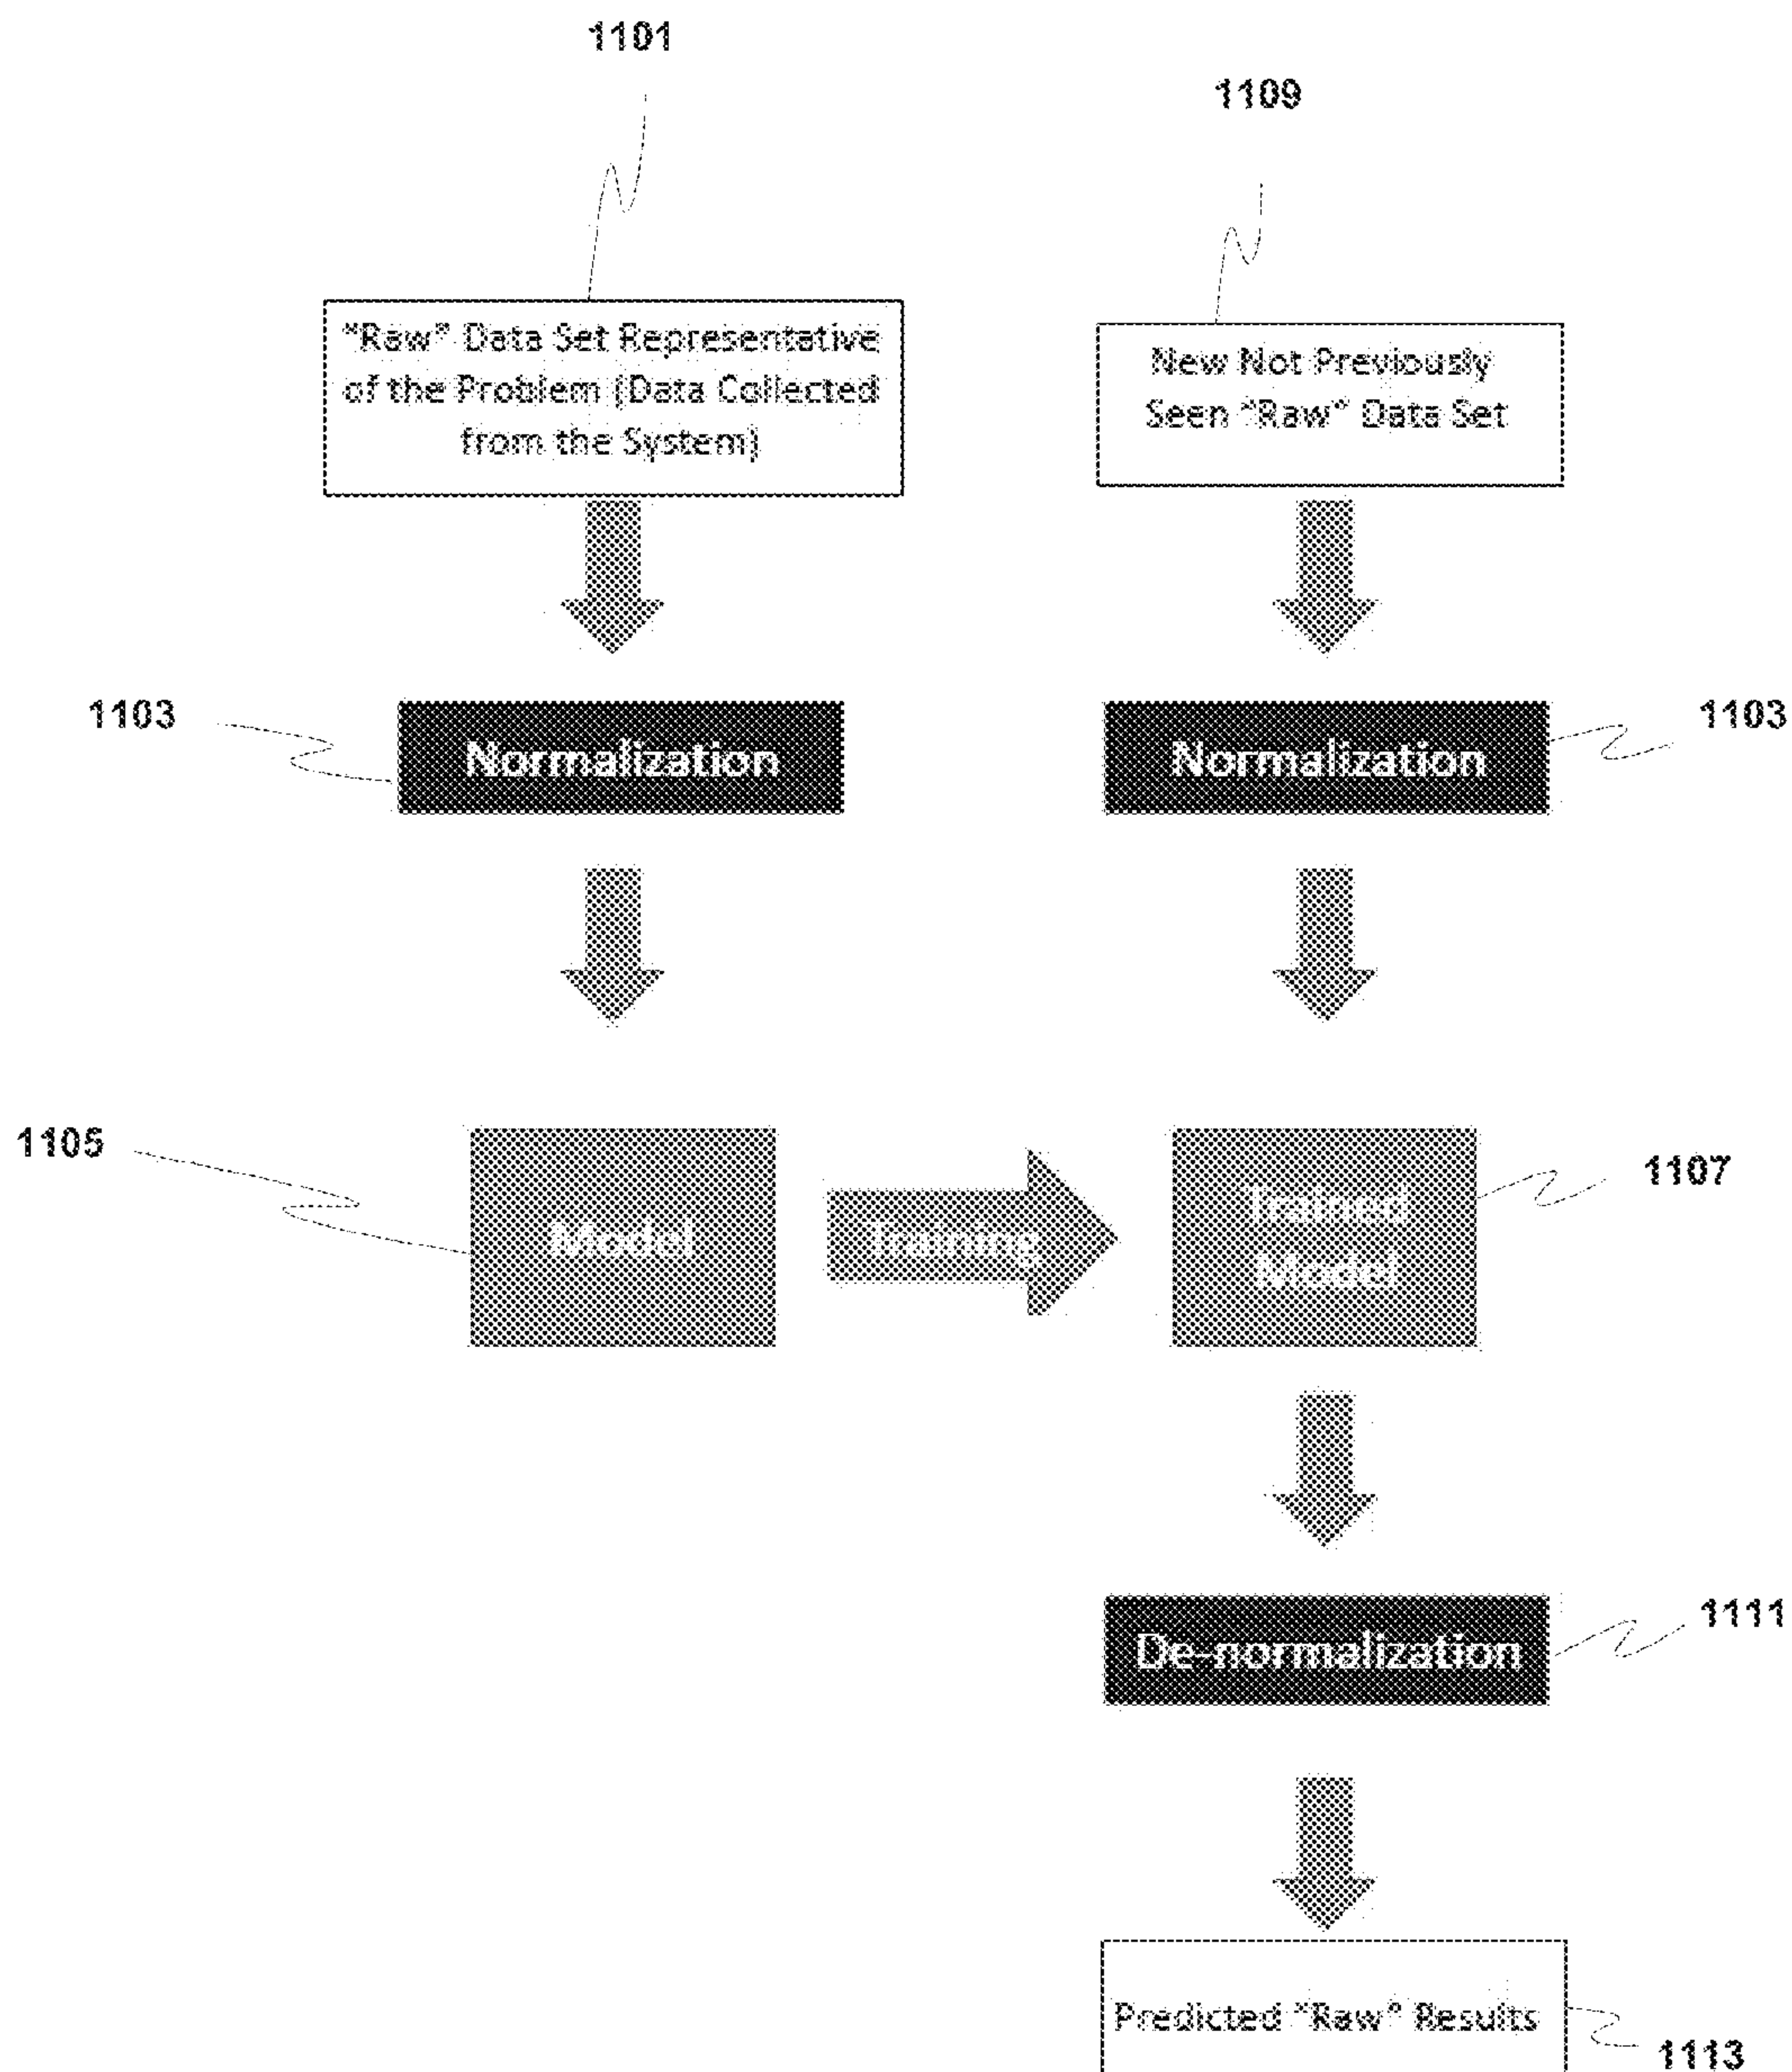 1101
1109
"Raw" Data Set Representative
of the Problem (Data Collected
from the System)
New Not Previously
Seen "Raw" Data Set
1103
Normalization
Normalization
1103
1105
Model
Training
Trained
Model
1107
De-normalization
1111
Predicted "Raw" Results
1113